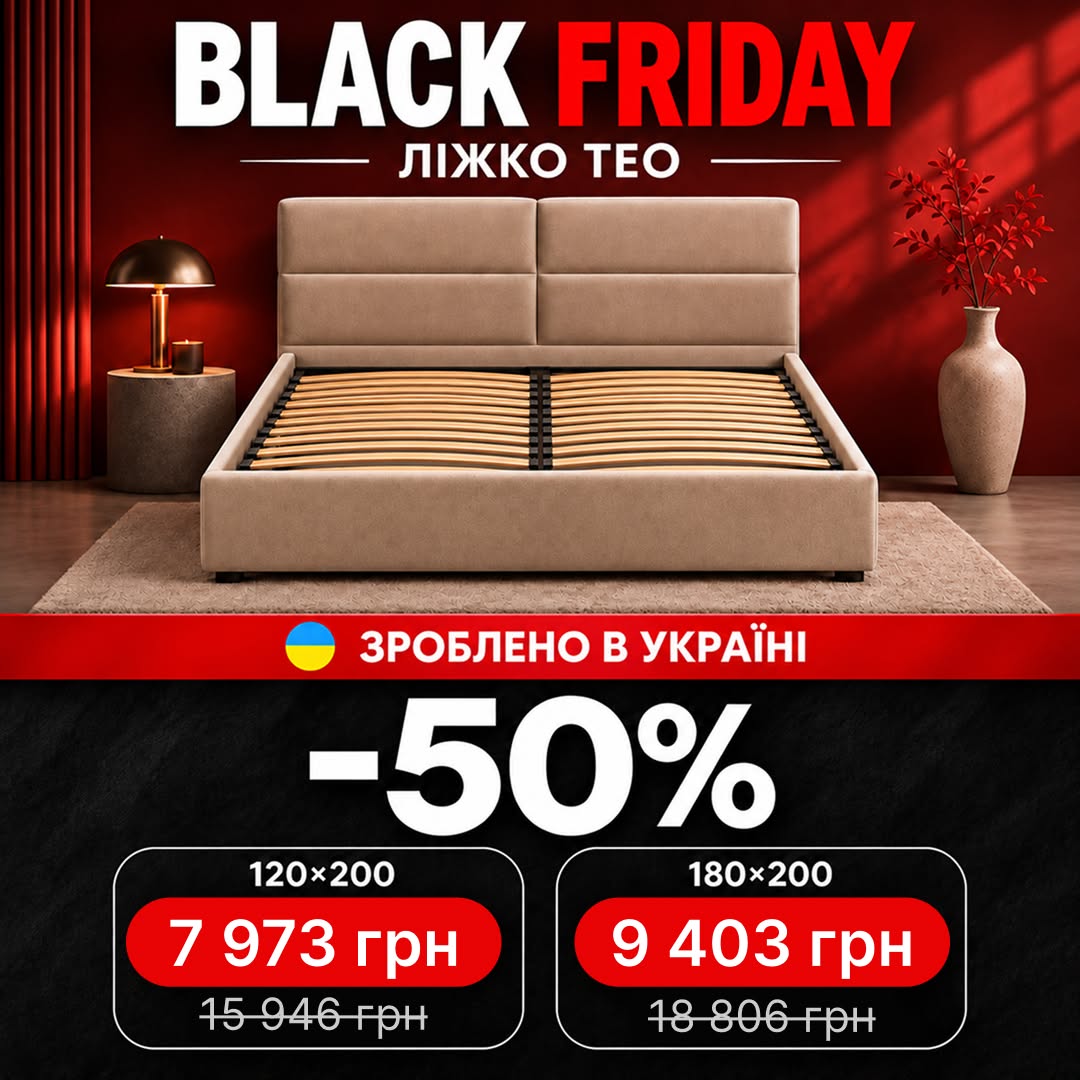 BLACK FRIDAY
ЛІЖКО ТЕО
ЗРОБЛЕНО В УКРАЇНІ
-50%
120×200
7 973 грн
15 946 грн
180×200
9 403 грн
18 806 грн